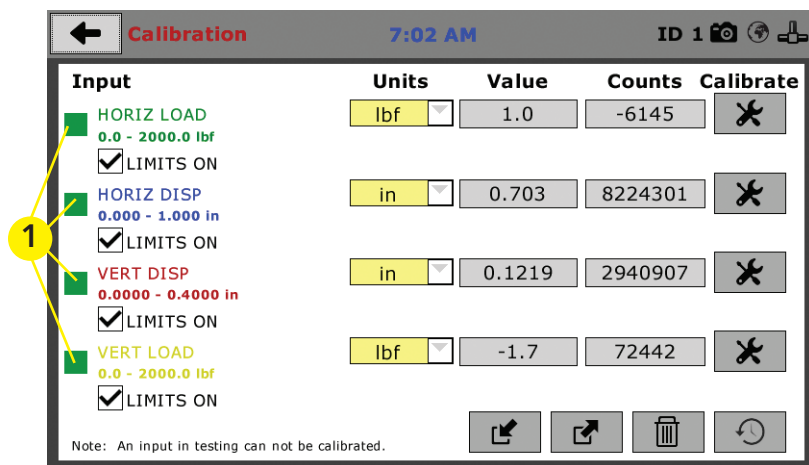 Calibration 7:02 AM ID 1
Input Units Value Counts Calibrate
HORIZ LOAD lbf 1.0 -6145
0.0 - 2000.0 lbf
LIMITS ON
HORIZ DISP in 0.703 8224301
0.000 - 1.000 in
LIMITS ON
1
VERT DISP in 0.1219 2940907
0.0000 - 0.4000 in
LIMITS ON
VERT LOAD lbf -1.7 72442
0.0 - 2000.0 lbf
LIMITS ON
Note: An input in testing can not be calibrated.